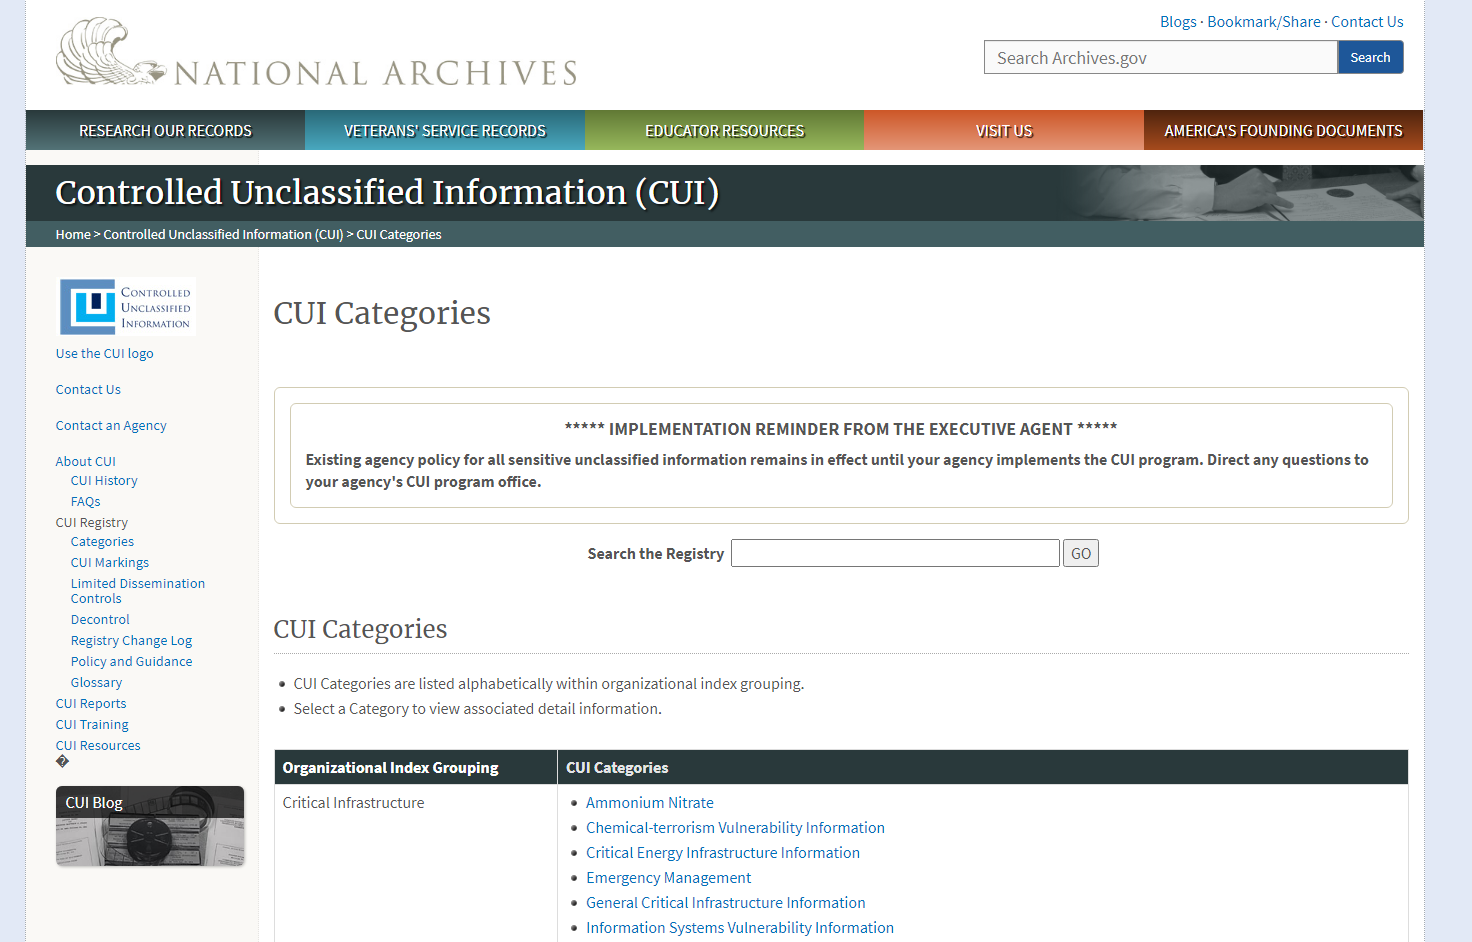 Blogs · Bookmark/Share · Contact Us
NATIONAL ARCHIVES
Search Archives.gov
Search
RESEARCH OUR RECORDS
VETERANS' SERVICE RECORDS
EDUCATOR RESOURCES
VISIT US
AMERICA'S FOUNDING DOCUMENTS
Controlled Unclassified Information (CUI)
Home > Controlled Unclassified Information (CUI) > CUI Categories
CONTROLLED
UNCLASSIFIED
INFORMATION
Use the CUI logo
Contact Us
Contact an Agency
About CUI
CUI History
FAQs
CUI Registry
Categories
CUI Markings
Limited Dissemination
Controls
Decontrol
Registry Change Log
Policy and Guidance
Glossary
CUI Reports
CUI Training
CUI Resources
�
CUI Blog
CUI Categories
***** IMPLEMENTATION REMINDER FROM THE EXECUTIVE AGENT *****
Existing agency policy for all sensitive unclassified information remains in effect until your agency implements the CUI program. Direct any questions to
your agency's CUI program office.
Search the Registry
GO
CUI Categories
CUI Categories are listed alphabetically within organizational index grouping.
Select a Category to view associated detail information.
Organizational Index Grouping
CUI Categories
Critical Infrastructure
Ammonium Nitrate
Chemical-terrorism Vulnerability Information
Critical Energy Infrastructure Information
Emergency Management
General Critical Infrastructure Information
Information Systems Vulnerability Information